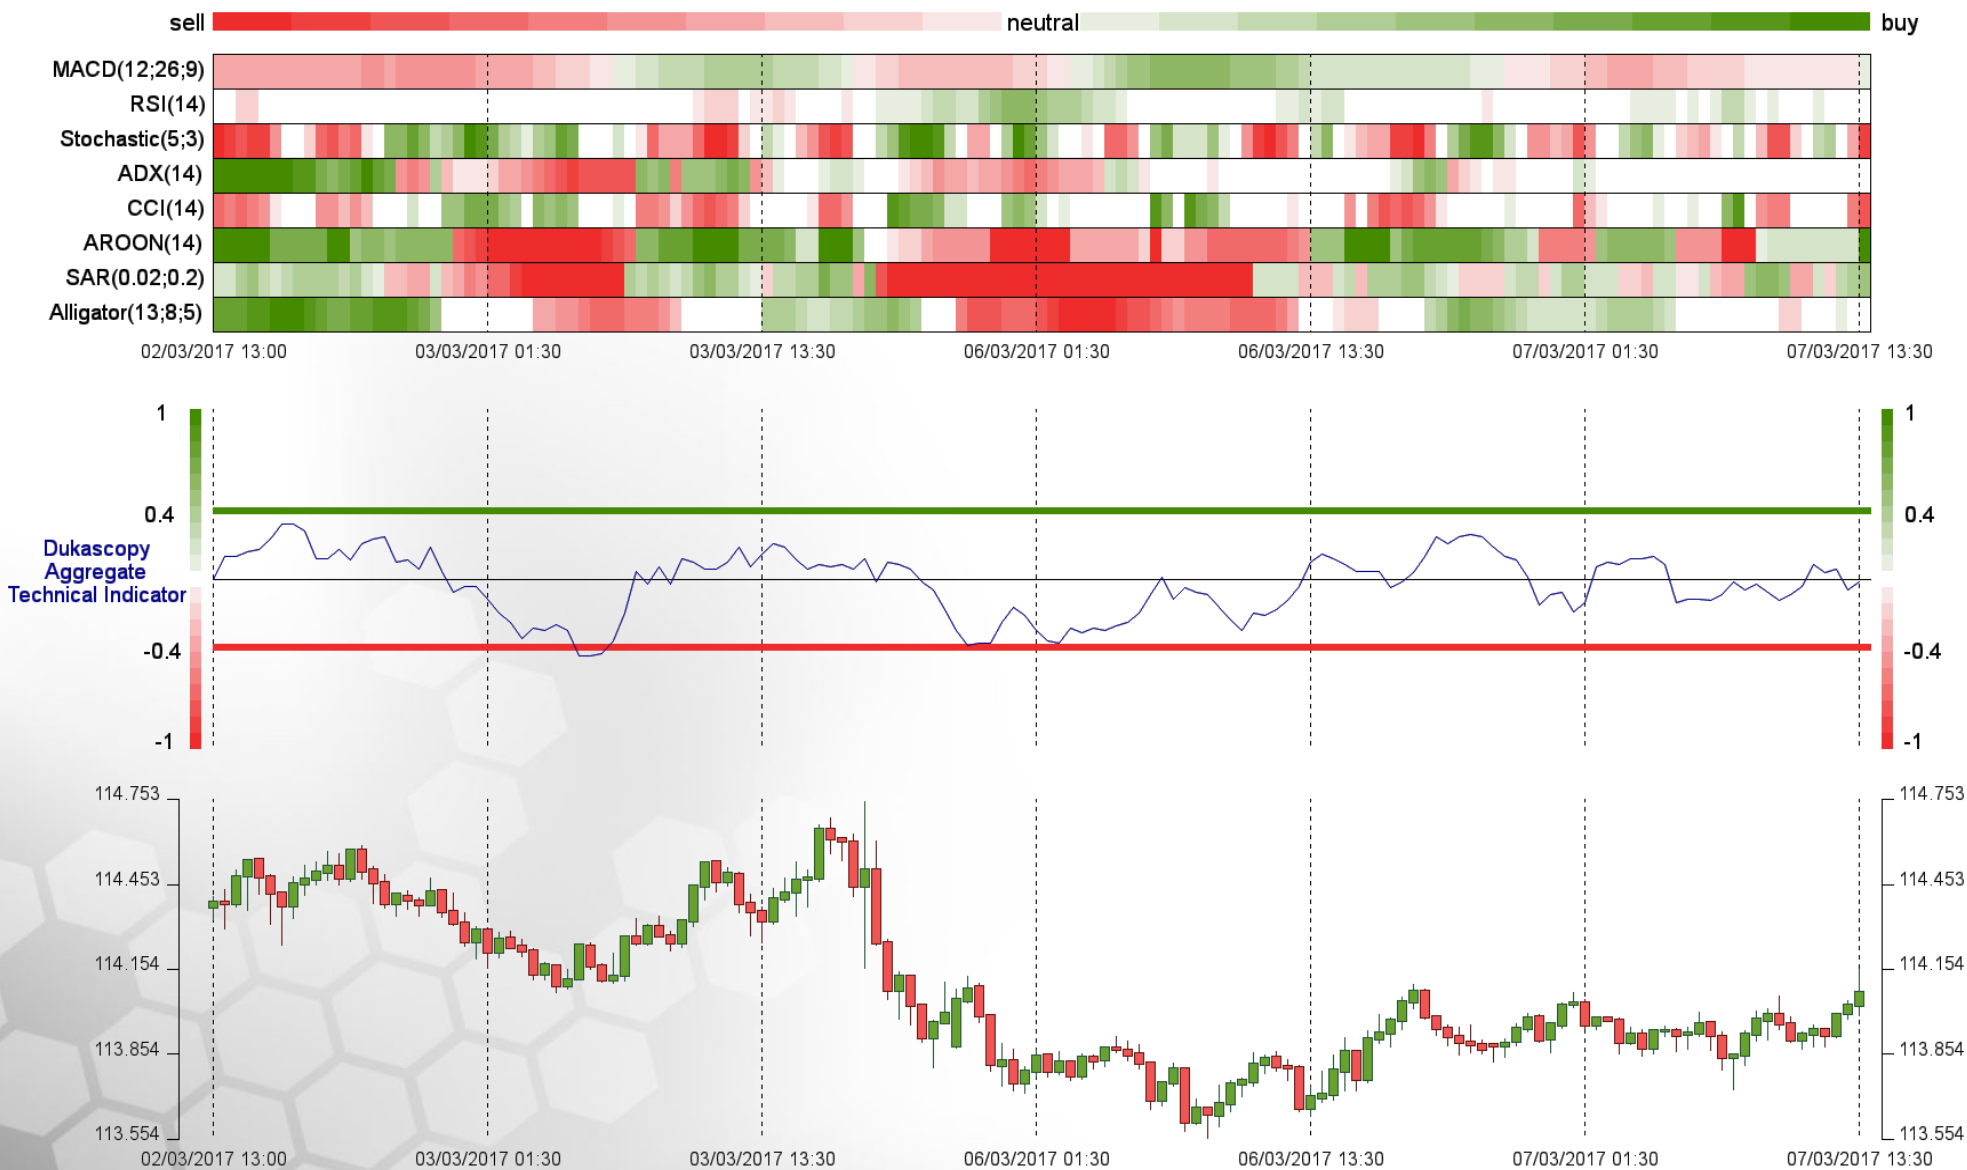 sell neutral buy
MACD(12;26;9)
RSI(14)
Stochastic(5;3)
ADX(14)
CCI(14)
AROON(14)
SAR(0.02;0.2)
Alligator(13;8;5)
02/03/2017 13:00 03/03/2017 01:30 03/03/2017 13:30 06/03/2017 01:30 06/03/2017 13:30 07/03/2017 01:30 07/03/2017 13:30
1 1
0.4 0.4
Dukascopy
Aggregate
Technical Indicator
-0.4 -0.4
-1 -1
114.753 114.753
114.453 114.453
114.154 114.154
113.854 113.854
113.554 113.554
02/03/2017 13:00 03/03/2017 01:30 03/03/2017 13:30 06/03/2017 01:30 06/03/2017 13:30 07/03/2017 01:30 07/03/2017 13:30